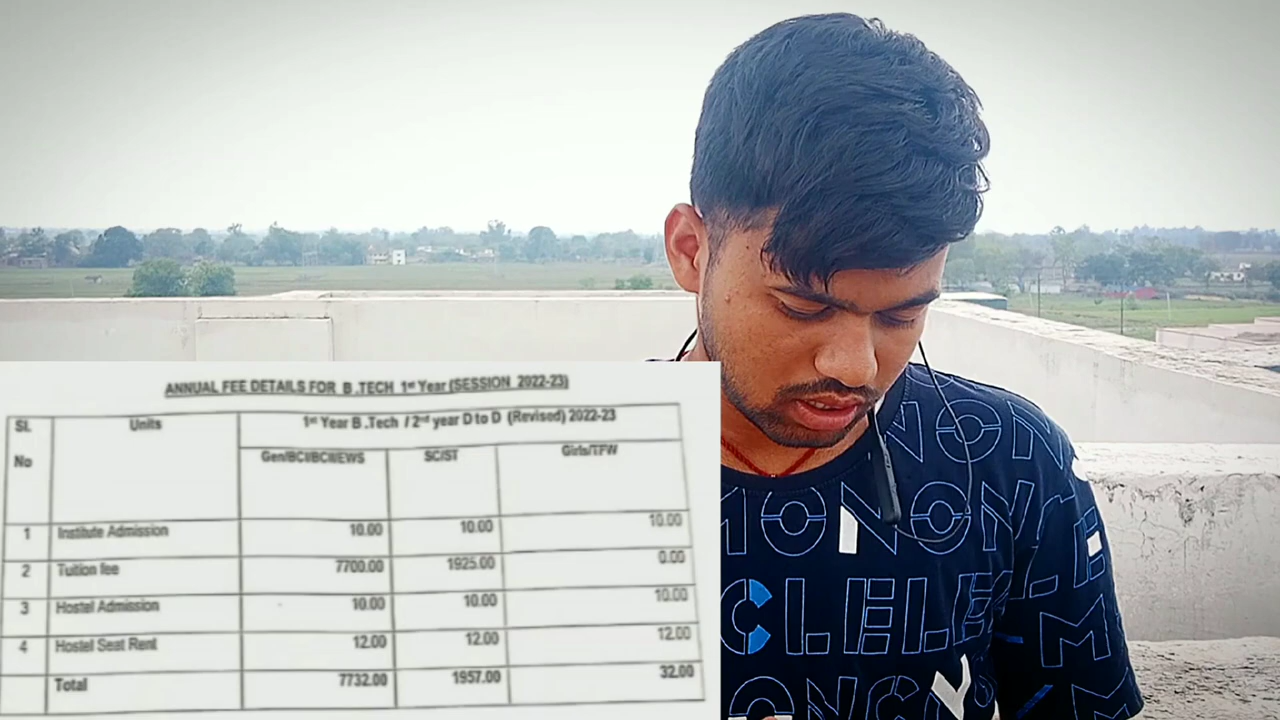 ANNUAL FEE DETAILS FOR B .TECH 1st Year (SESSION 2022-23)
Sl. No Units 1st Year B .Tech / 2nd year D to D (Revised) 2022-23
Gen/BCI/BCII/EWS SC/ST Girls/TFW
1 Institute Admission 10.00 10.00 10.00
2 Tuition fee 7700.00 1925.00 0.00
3 Hostel Admission 10.00 10.00 10.00
4 Hostel Seat Rent 12.00 12.00 12.00
Total 7732.00 1957.00 32.00